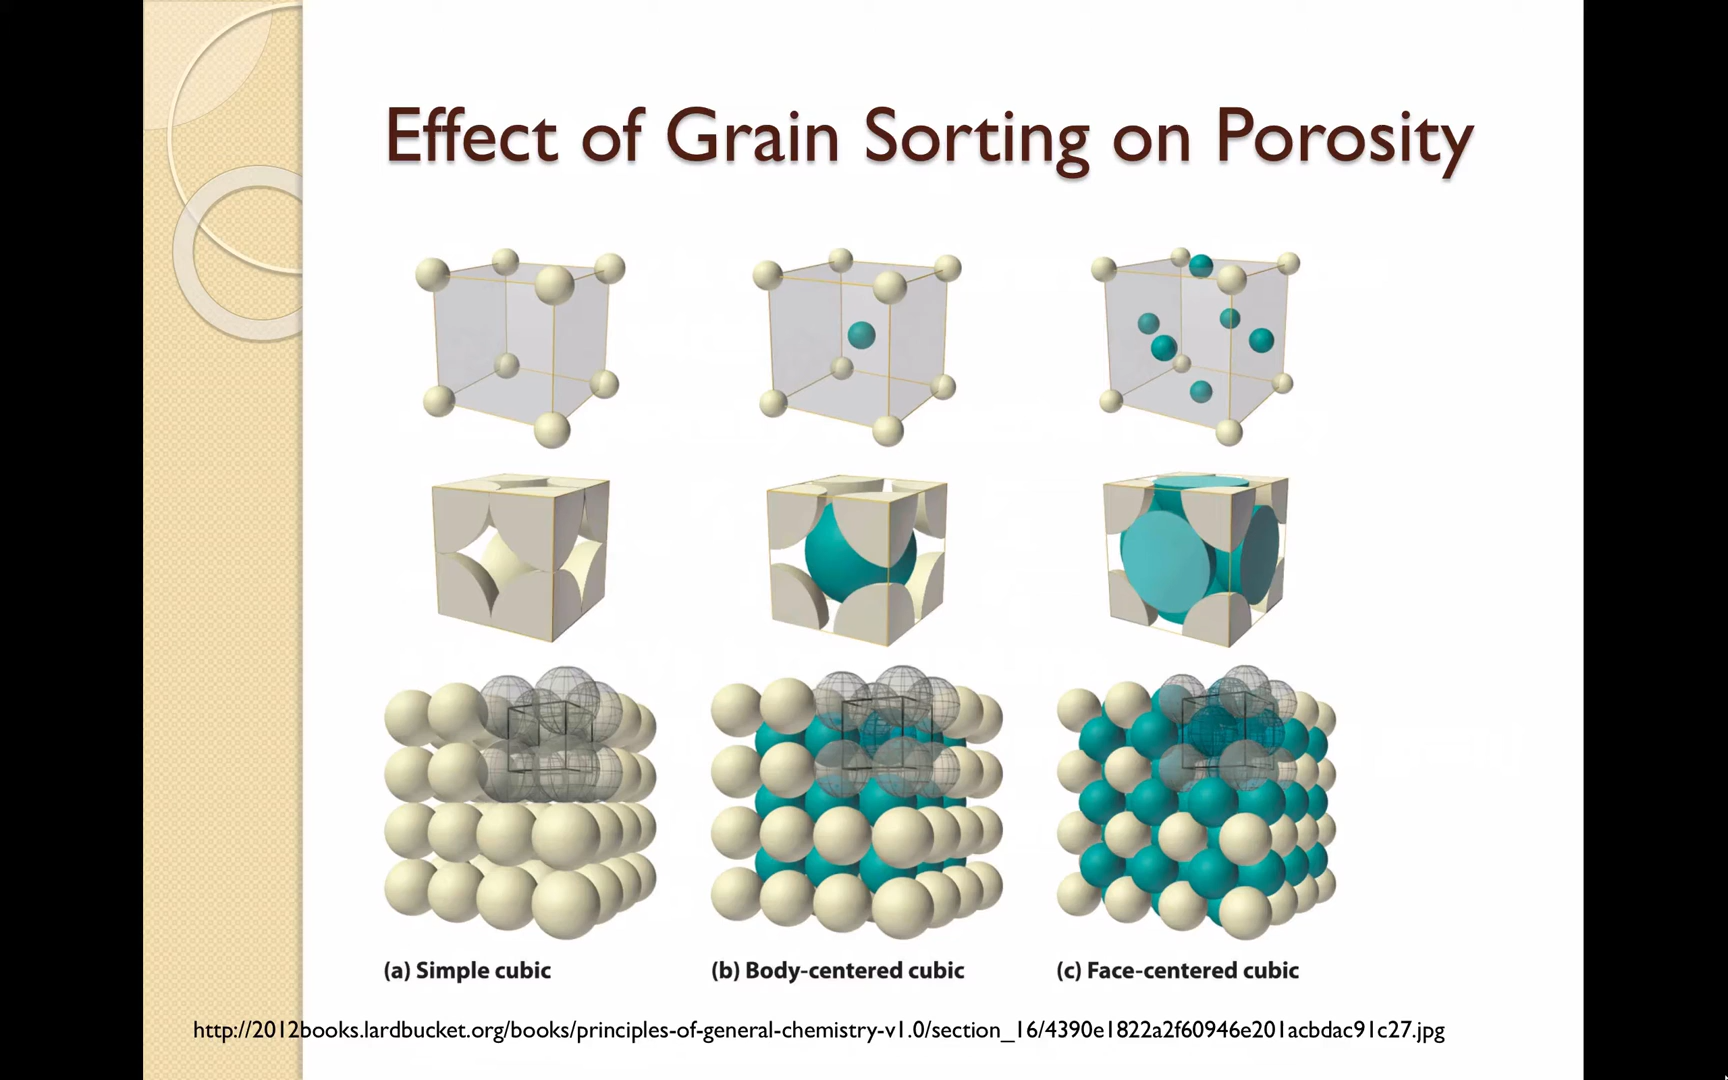 Effect of Grain Sorting on Porosity
(a) Simple cubic
(b) Body-centered cubic
(c) Face-centered cubic
http://2012books.lardbucket.org/books/principles-of-general-chemistry-v1.0/section_16/4390e1822a2f60946e201acbdac91c27.jpg